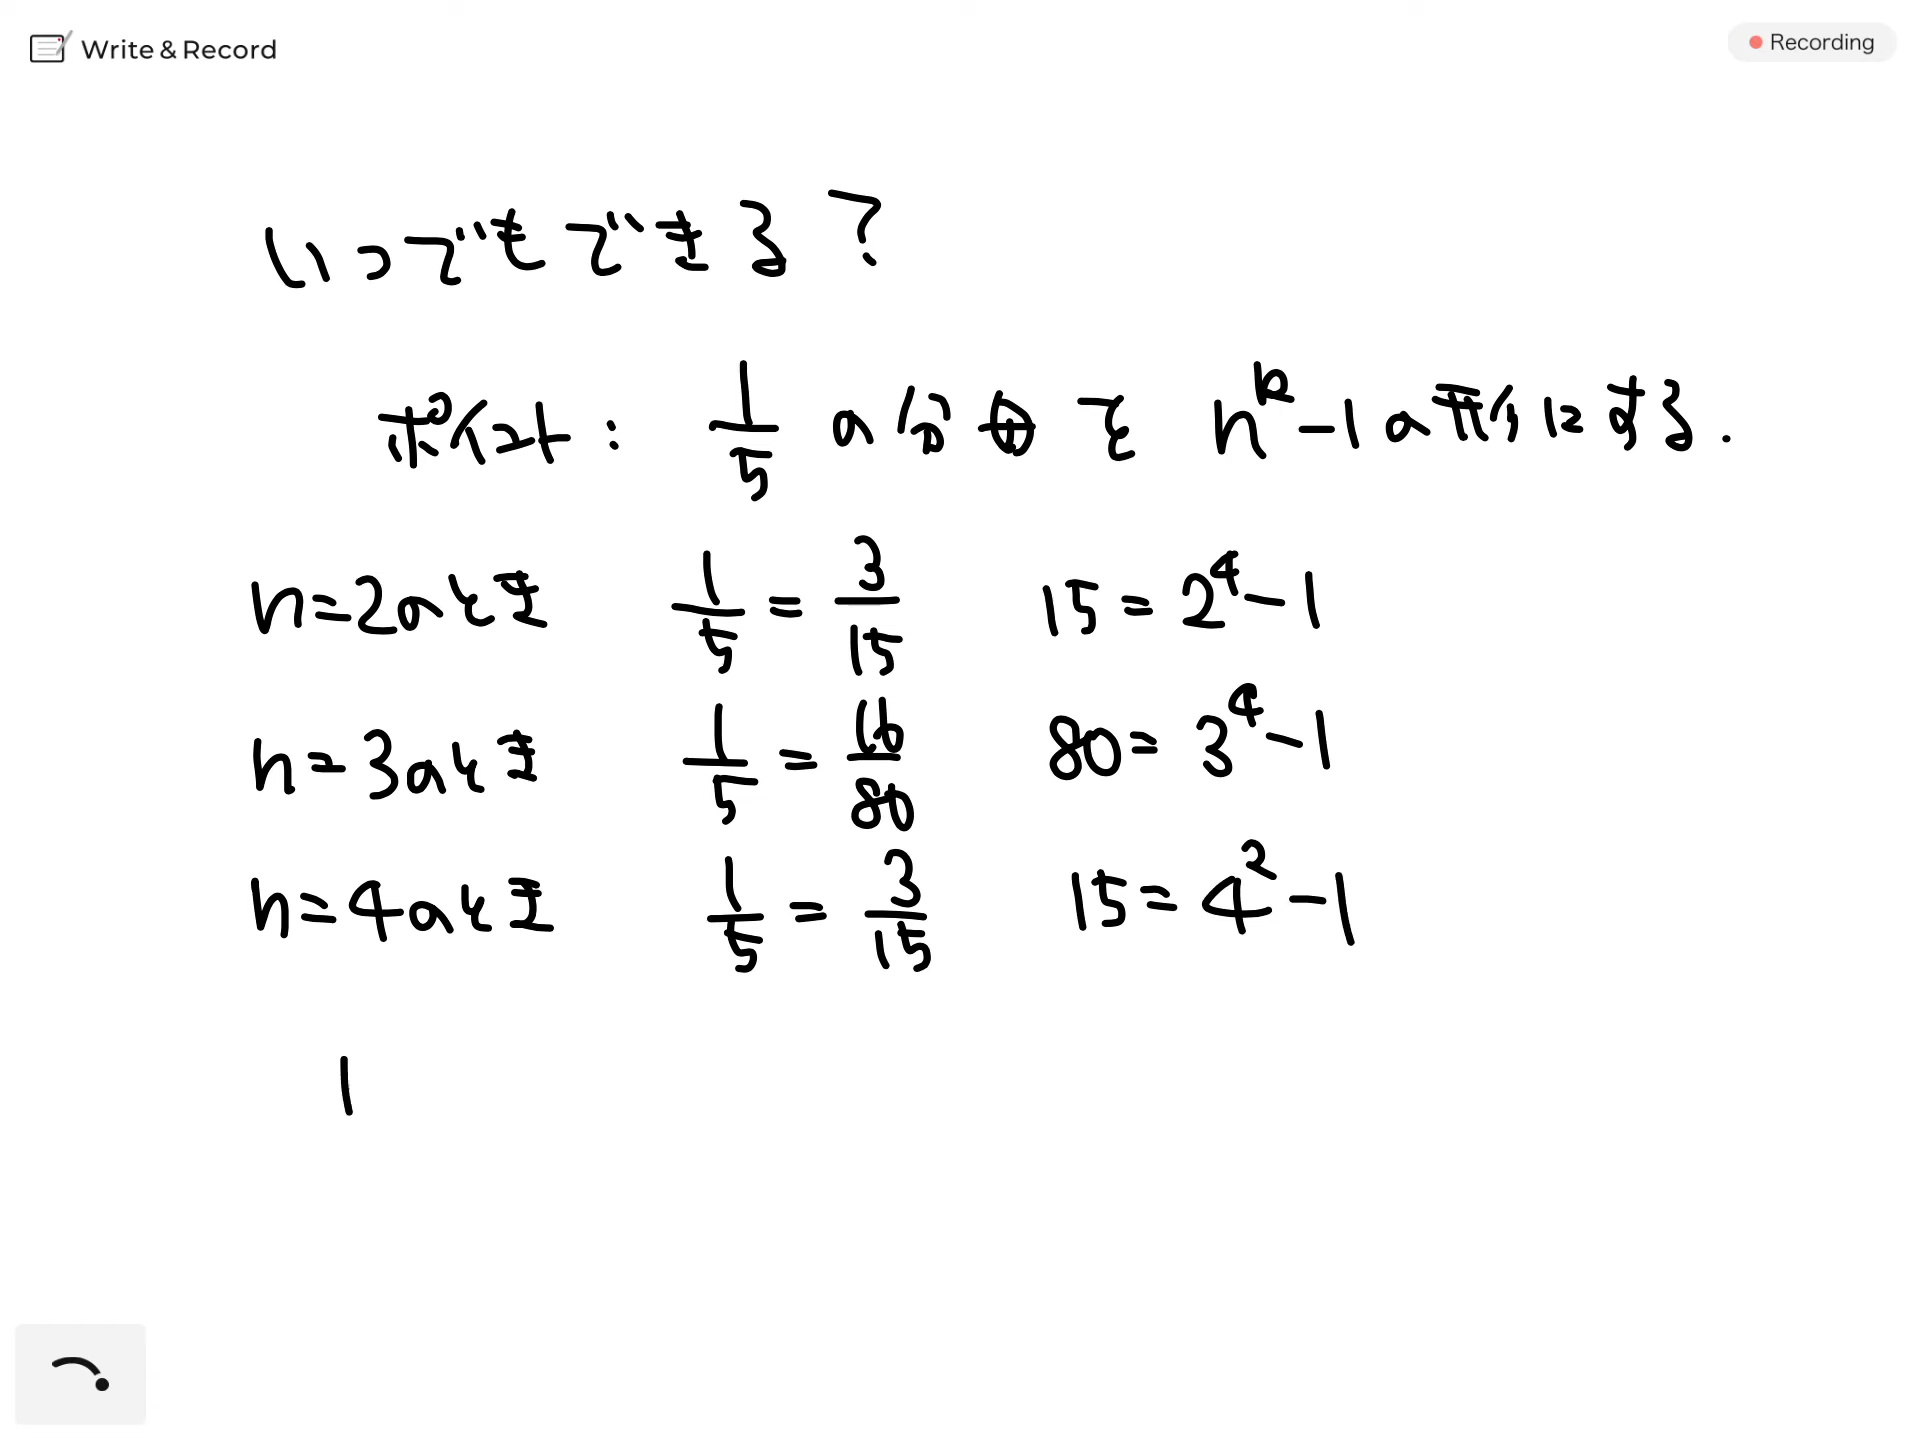 Write & Record
Recording
いつでもできる?
ポイント: 1/5 の分母を n^k-1の形にする.
n=2のとき 1/5 = 3/15 15=2^4-1
n=3のとき 1/5 = 16/80 80=3^4-1
n=4のとき 1/5 = 3/15 15=4^2-1